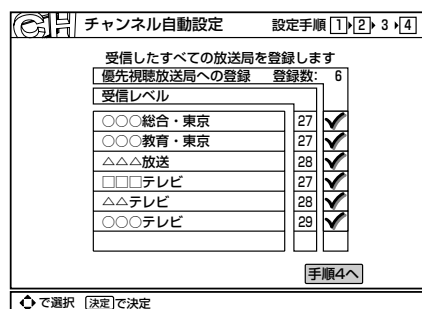 CH チャンネル自動設定 設定手順 1 2 3 4
受信したすべての放送局を登録します
優先視聴放送局への登録 登録数: 6
受信レベル
○○○総合・東京 27 ✓
○○○教育・東京 27 ✓
△△△放送 28 ✓
□□□テレビ 27 ✓
△△テレビ 28 ✓
○○○テレビ 29 ✓
手順4へ
で選択 決定 で決定